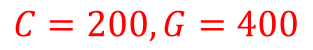 C = 200, G = 400